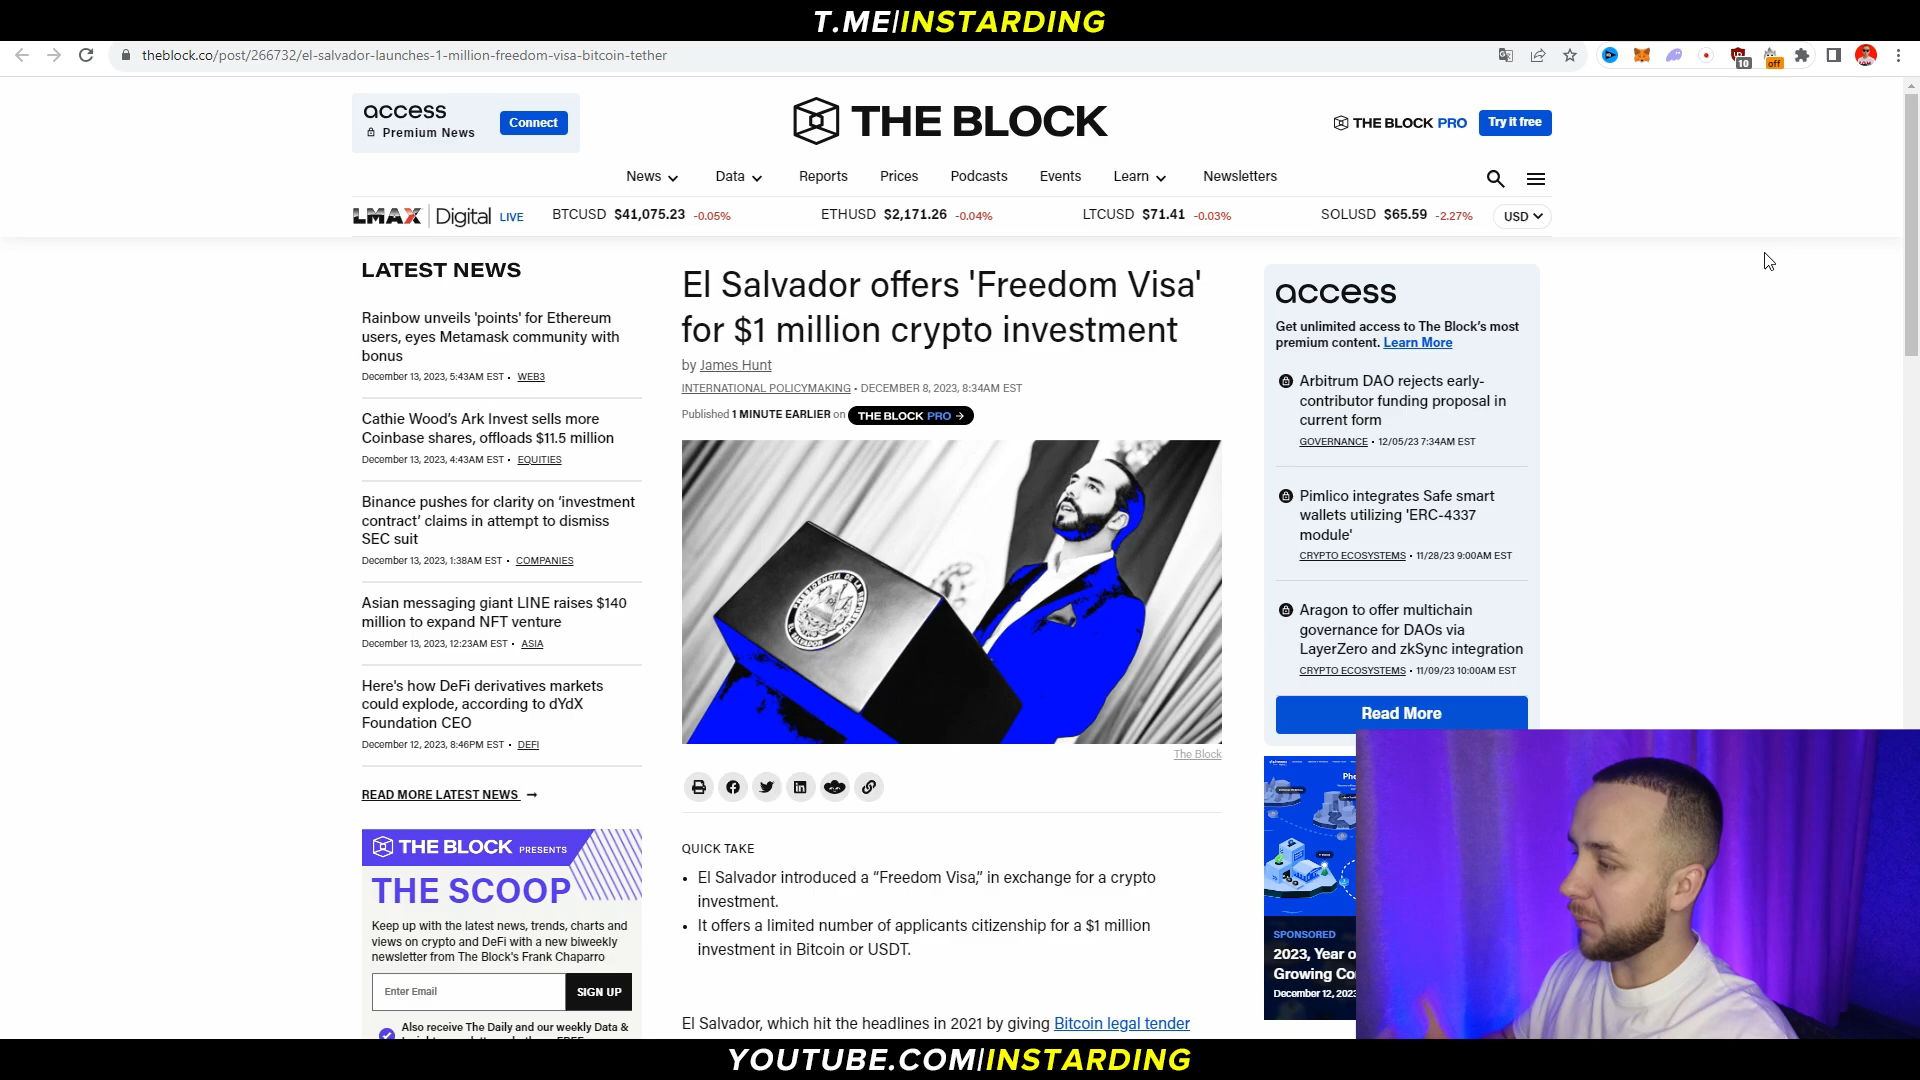 T.ME/INSTARDING
theblock.co/post/266732/el-salvador-launches-1-million-freedom-visa-bitcoin-tether
10
off
access
Premium News
Connect
THE BLOCK
THE BLOCK PRO
Try it free
News
Data
Reports
Prices
Podcasts
Events
Learn
Newsletters
LMAX Digital LIVE
BTCUSD $41,075.23 -0.05%
ETHUSD $2,171.26 -0.04%
LTCUSD $71.41 -0.03%
SOLUSD $65.59 -2.27%
USD
LATEST NEWS
Rainbow unveils 'points' for Ethereum
users, eyes Metamask community with
bonus
December 13, 2023, 5:43AM EST • WEB3
Cathie Wood’s Ark Invest sells more
Coinbase shares, offloads $11.5 million
December 13, 2023, 4:43AM EST • EQUITIES
Binance pushes for clarity on ‘investment
contract’ claims in attempt to dismiss
SEC suit
December 13, 2023, 1:38AM EST • COMPANIES
Asian messaging giant LINE raises $140
million to expand NFT venture
December 13, 2023, 12:23AM EST • ASIA
Here's how DeFi derivatives markets
could explode, according to dYdX
Foundation CEO
December 12, 2023, 8:46PM EST • DEFI
READ MORE LATEST NEWS →
THE BLOCK PRESENTS
THE SCOOP
Keep up with the latest news, trends, charts and
views on crypto and DeFi with a new biweekly
newsletter from The Block's Frank Chaparro
Enter Email
SIGN UP
Also receive The Daily and our weekly Data &
El Salvador offers 'Freedom Visa'
for $1 million crypto investment
by James Hunt
INTERNATIONAL POLICYMAKING • DECEMBER 8, 2023, 8:34AM EST
Published 1 MINUTE EARLIER on THE BLOCK PRO →
PRESIDENCIA DE LA REPUBLICA
EL SALVADOR
The Block
QUICK TAKE
• El Salvador introduced a “Freedom Visa,” in exchange for a crypto
investment.
• It offers a limited number of applicants citizenship for a $1 million
investment in Bitcoin or USDT.
El Salvador, which hit the headlines in 2021 by giving Bitcoin legal tender
access
Get unlimited access to The Block’s most
premium content. Learn More
Arbitrum DAO rejects early-
contributor funding proposal in
current form
GOVERNANCE • 12/05/23 7:34AM EST
Pimlico integrates Safe smart
wallets utilizing 'ERC-4337
module'
CRYPTO ECOSYSTEMS • 11/28/23 9:00AM EST
Aragon to offer multichain
governance for DAOs via
LayerZero and zkSync integration
CRYPTO ECOSYSTEMS • 11/09/23 10:00AM EST
Read More
Phe
SPONSORED
2023, Year o
Growing Co
December 12, 2023
YOUTUBE.COM/INSTARDING